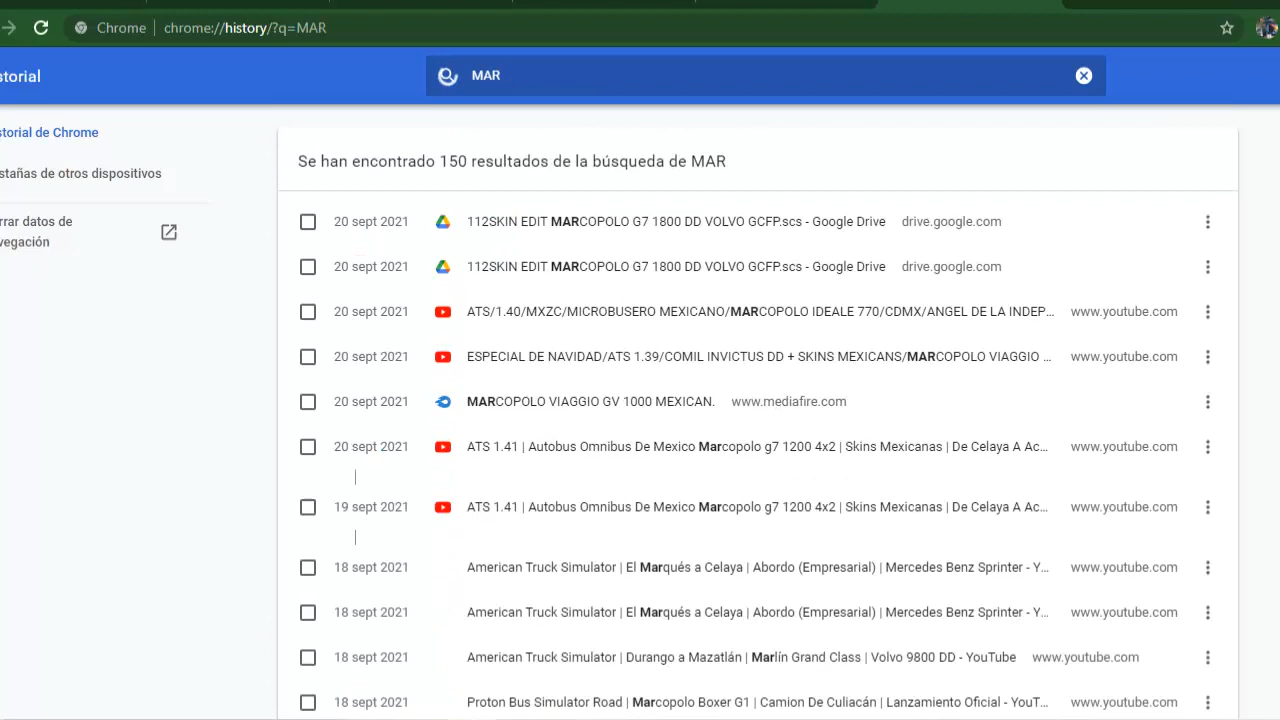 Chrome | chrome://history/?q=MAR
storial
MAR
storial de Chrome
stañas de otros dispositivos
rrar datos de
vegación
Se han encontrado 150 resultados de la búsqueda de MAR
20 sept 2021 112SKIN EDIT MARCOPOLO G7 1800 DD VOLVO GCFP.scs - Google Drive drive.google.com
20 sept 2021 112SKIN EDIT MARCOPOLO G7 1800 DD VOLVO GCFP.scs - Google Drive drive.google.com
20 sept 2021 ATS/1.40/MXZC/MICROBUSERO MEXICANO/MARCOPOLO IDEALE 770/CDMX/ANGEL DE LA INDEP... www.youtube.com
20 sept 2021 ESPECIAL DE NAVIDAD/ATS 1.39/COMIL INVICTUS DD + SKINS MEXICANS/MARCOPOLO VIAGGIO ... www.youtube.com
20 sept 2021 MARCOPOLO VIAGGIO GV 1000 MEXICAN. www.mediafire.com
20 sept 2021 ATS 1.41 | Autobus Omnibus De Mexico Marcopolo g7 1200 4x2 | Skins Mexicanas | De Celaya A Ac... www.youtube.com
19 sept 2021 ATS 1.41 | Autobus Omnibus De Mexico Marcopolo g7 1200 4x2 | Skins Mexicanas | De Celaya A Ac... www.youtube.com
18 sept 2021 American Truck Simulator | El Marqués a Celaya | Abordo (Empresarial) | Mercedes Benz Sprinter - Y... www.youtube.com
18 sept 2021 American Truck Simulator | El Marqués a Celaya | Abordo (Empresarial) | Mercedes Benz Sprinter - Y... www.youtube.com
18 sept 2021 American Truck Simulator | Durango a Mazatlán | Marlín Grand Class | Volvo 9800 DD - YouTube www.youtube.com
18 sept 2021 Proton Bus Simulator Road | Marcopolo Boxer G1 | Camion De Culiacán | Lanzamiento Oficial - YouT... www.youtube.com